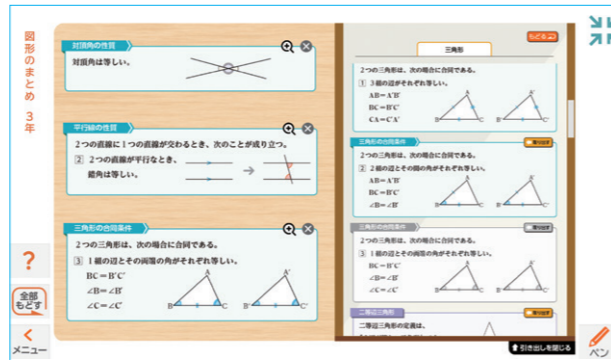 図形のまとめ 3年
対頂角の性質
対頂角は等しい。
平行線の性質
2つの直線に1つの直線が交わるとき、次のことが成り立つ。
2 2つの直線が平行なとき、
錯角は等しい。
三角形の合同条件
2つの三角形は、次の場合に合同である。
3 1組の辺とその両端の角がそれぞれ等しい。
BC=B'C'
∠B=∠B'
∠C=∠C'
A
B
C
A'
B'
C'
もどる
三角形
2つの三角形は、次の場合に合同である。
1 3組の辺がそれぞれ等しい。
AB=A'B'
BC=B'C'
CA=C'A'
A
B
C
A'
B'
C'
三角形の合同条件
取り出す
2つの三角形は、次の場合に合同である。
2 2組の辺とその間の角がそれぞれ等しい。
AB=A'B'
BC=B'C'
∠B=∠B'
A
B
C
A'
B'
C'
三角形の合同条件
取り出す
2つの三角形は、次の場合に合同である。
3 1組の辺とその両端の角がそれぞれ等しい。
BC=B'C'
∠B=∠B'
∠C=∠C'
A
B
C
A'
B'
C'
二等辺三角形
取り出す
二等辺三角形の定義は、
引き出しを閉じる
?
全部
もどす
メニュー
ペン